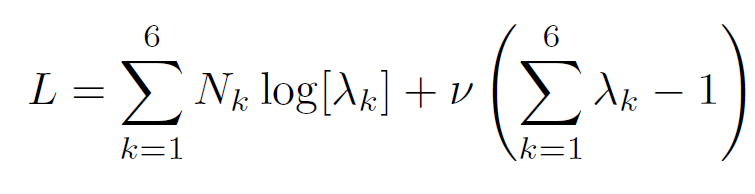 L = \sum_{k=1}^{6} N_k \log[\lambda_k] + \nu \left( \sum_{k=1}^{6} \lambda_k - 1 \right)